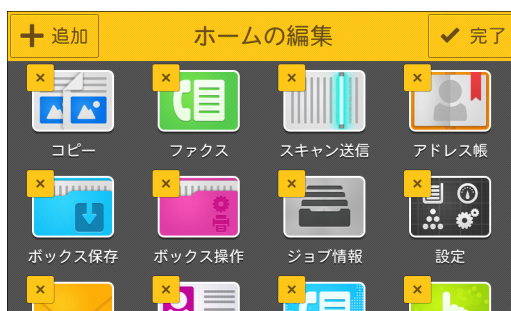 追加
ホームの編集
完了
コピー
ファクス
スキャン送信
アドレス帳
ボックス保存
ボックス操作
ジョブ情報
設定